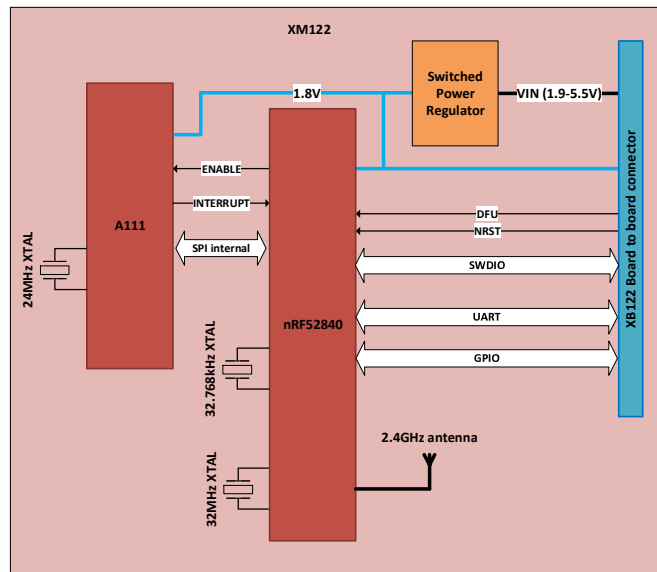 XM122
Switched
Power
Regulator
VIN (1.9-5.5V)
1.8V
ENABLE
INTERRUPT
A111
SPI internal
24MHz XTAL
nRF52840
DFU
NRST
SWDIO
UART
GPIO
XB122 Board to board connector
32.768kHz XTAL
2.4GHz antenna
32MHz XTAL